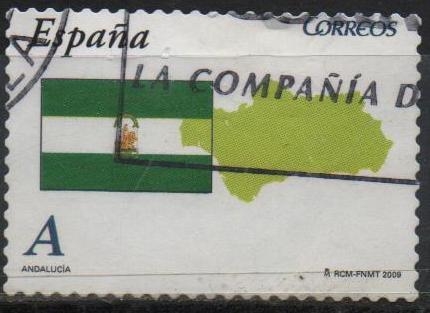 España CORREOS
LA COMPAÑÍA D
A
ANDALUCÍA RCM-FNMT 2009